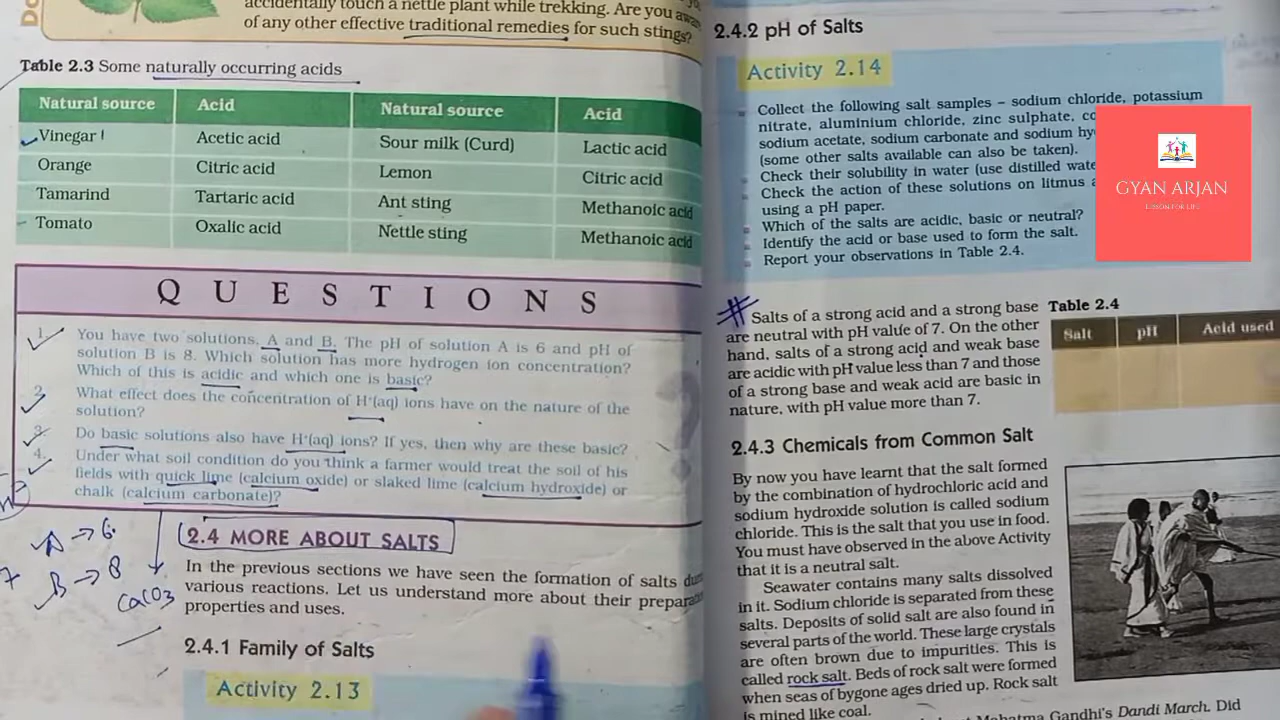 Do
accidentally touch a nettle plant while trekking. Are you aw
of any other effective traditional remedies for such stings?
Table 2.3 Some naturally occurring acids
Natural source Acid Natural source Acid
Vinegar Acetic acid Sour milk (Curd) Lactic acid
Orange Citric acid Lemon Citric acid
Tamarind Tartaric acid Ant sting Methanoic acid
Tomato Oxalic acid Nettle sting Methanoic acid
QUESTIONS
1. You have two solutions, A and B. The pH of solution A is 6 and pH of
solution B is 8. Which solution has more hydrogen ion concentration?
Which of this is acidic and which one is basic?
2. What effect does the concentration of H⁺(aq) ions have on the nature of the
solution?
3. Do basic solutions also have H⁺(aq) ions? If yes, then why are these basic?
4. Under what soil condition do you think a farmer would treat the soil of his
fields with quick lime (calcium oxide) or slaked lime (calcium hydroxide) or
chalk (calcium carbonate)?
A → 6
7 B → 8
CaCO3
2.4 MORE ABOUT SALTS
In the previous sections we have seen the formation of salts du
various reactions. Let us understand more about their prepara
properties and uses.
2.4.1 Family of Salts
Activity 2.13
2.4.2 pH of Salts
Activity 2.14
Collect the following salt samples – sodium chloride, potassium
nitrate, aluminium chloride, zinc sulphate, co
sodium acetate, sodium carbonate and sodium hy
(some other salts available can also be taken).
Check their solubility in water (use distilled wate
Check the action of these solutions on litmus a
using a pH paper.
Which of the salts are acidic, basic or neutral?
Identify the acid or base used to form the salt.
Report your observations in Table 2.4.
GYAN ARJAN
LESSON FOR LIFE
# Salts of a strong acid and a strong base
are neutral with pH value of 7. On the other
hand, salts of a strong acid and weak base
are acidic with pH value less than 7 and those
of a strong base and weak acid are basic in
nature, with pH value more than 7.
Table 2.4
Salt pH Acid used
2.4.3 Chemicals from Common Salt
By now you have learnt that the salt formed
by the combination of hydrochloric acid and
sodium hydroxide solution is called sodium
chloride. This is the salt that you use in food.
You must have observed in the above Activity
that it is a neutral salt.
Seawater contains many salts dissolved
in it. Sodium chloride is separated from these
salts. Deposits of solid salt are also found in
several parts of the world. These large crystals
are often brown due to impurities. This is
called rock salt. Beds of rock salt were formed
when seas of bygone ages dried up. Rock salt
is mined like coal.
Mahatma Gandhi's Dandi March. Did